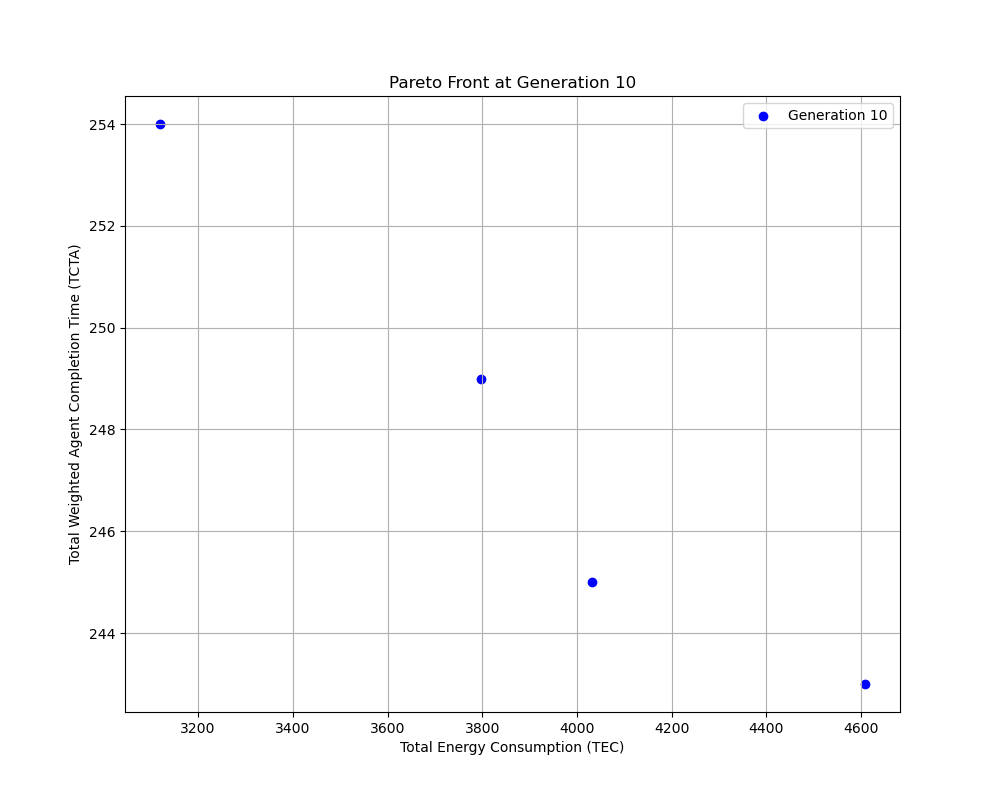 Pareto Front at Generation 10
Generation 10
Total Weighted Agent Completion Time (TCTA)
254
252
250
248
246
244
3200 3400 3600 3800 4000 4200 4400 4600
Total Energy Consumption (TEC)